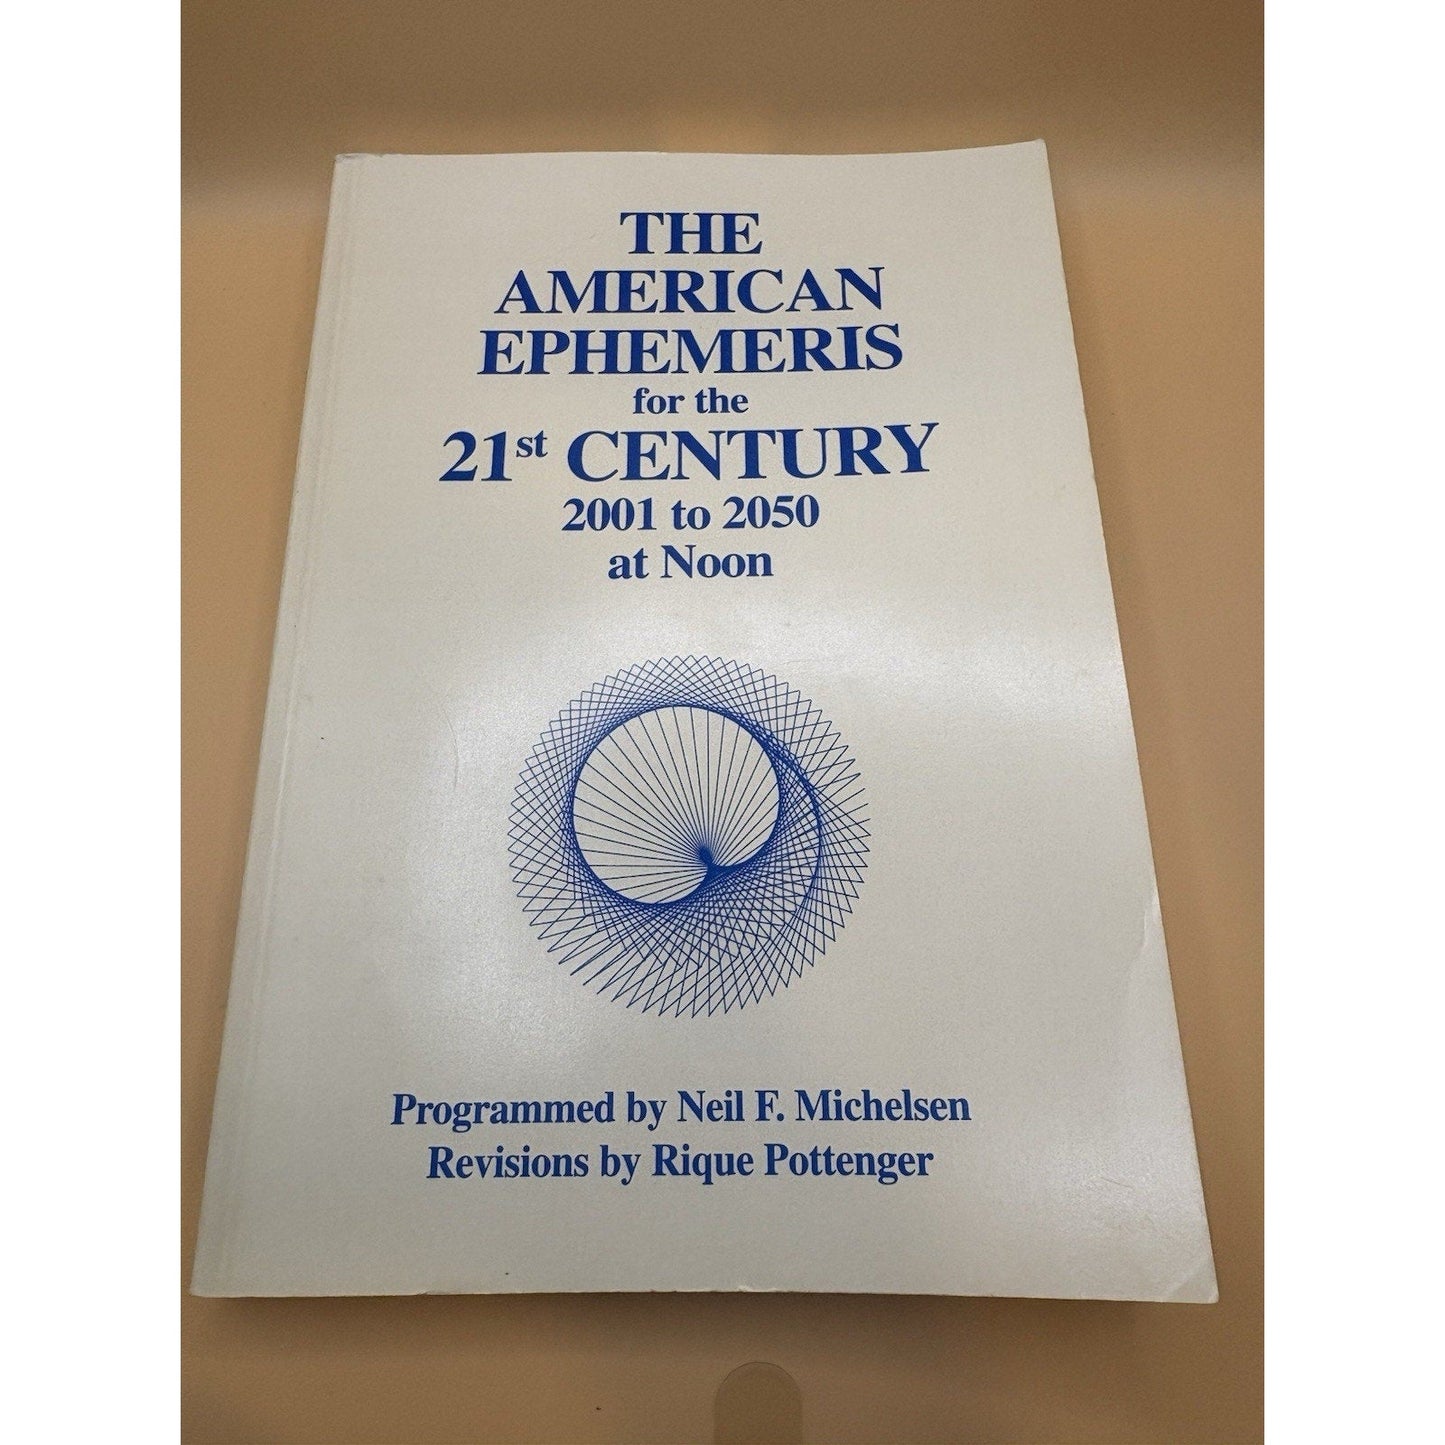 THE
AMERICAN
EPHEMERIS
for the
21st CENTURY
2001 to 2050
at Noon
Programmed by Neil F. Michelsen
Revisions by Rique Pottenger